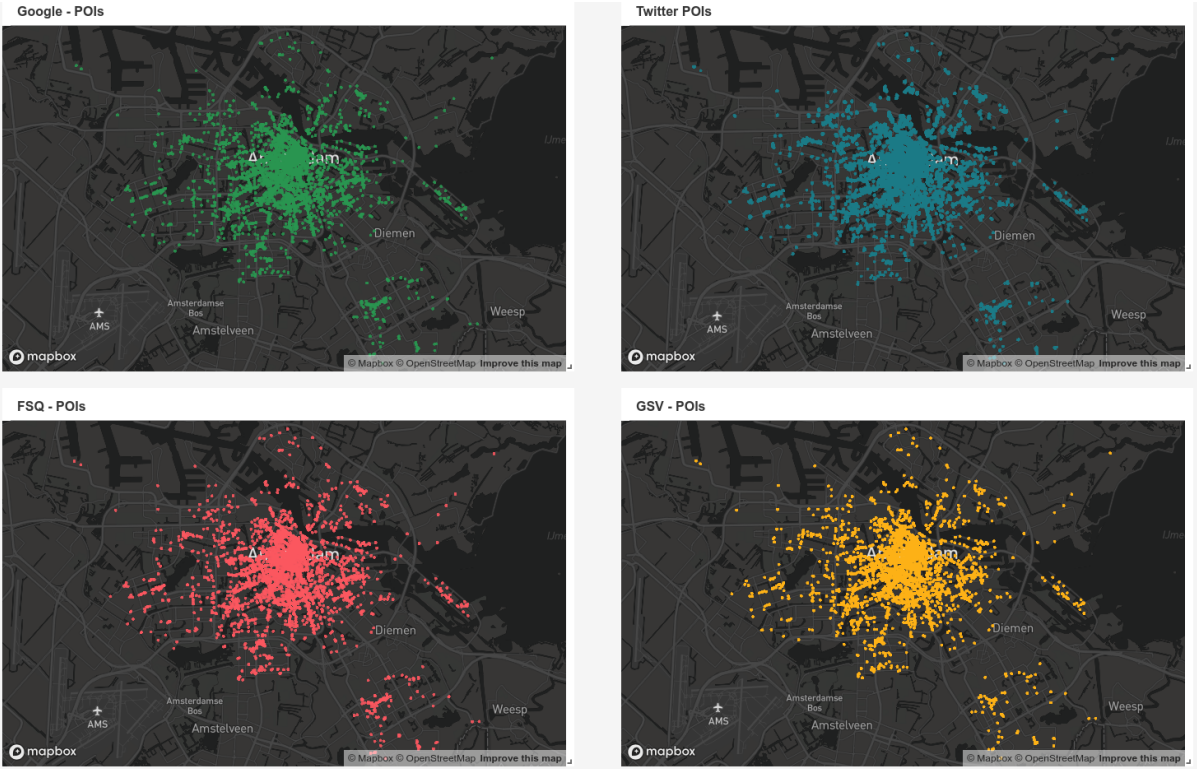 Google - POIs
Twitter POIs
Diemen
Amsterdamse
Bos
AMS
Amstelveen
Weesp
mapbox
© Mapbox © OpenStreetMap Improve this map
Diemen
Amsterdamse
Bos
AMS
Amstelveen
Weesp
mapbox
© Mapbox © OpenStreetMap Improve this map
FSQ - POIs
GSV - POIs
Diemen
Amsterdamse
Bos
AMS
Amstelveen
Weesp
mapbox
© Mapbox © OpenStreetMap Improve this map
Diemen
Amsterdamse
Bos
AMS
Amstelveen
Weesp
mapbox
© Mapbox © OpenStreetMap Improve this map